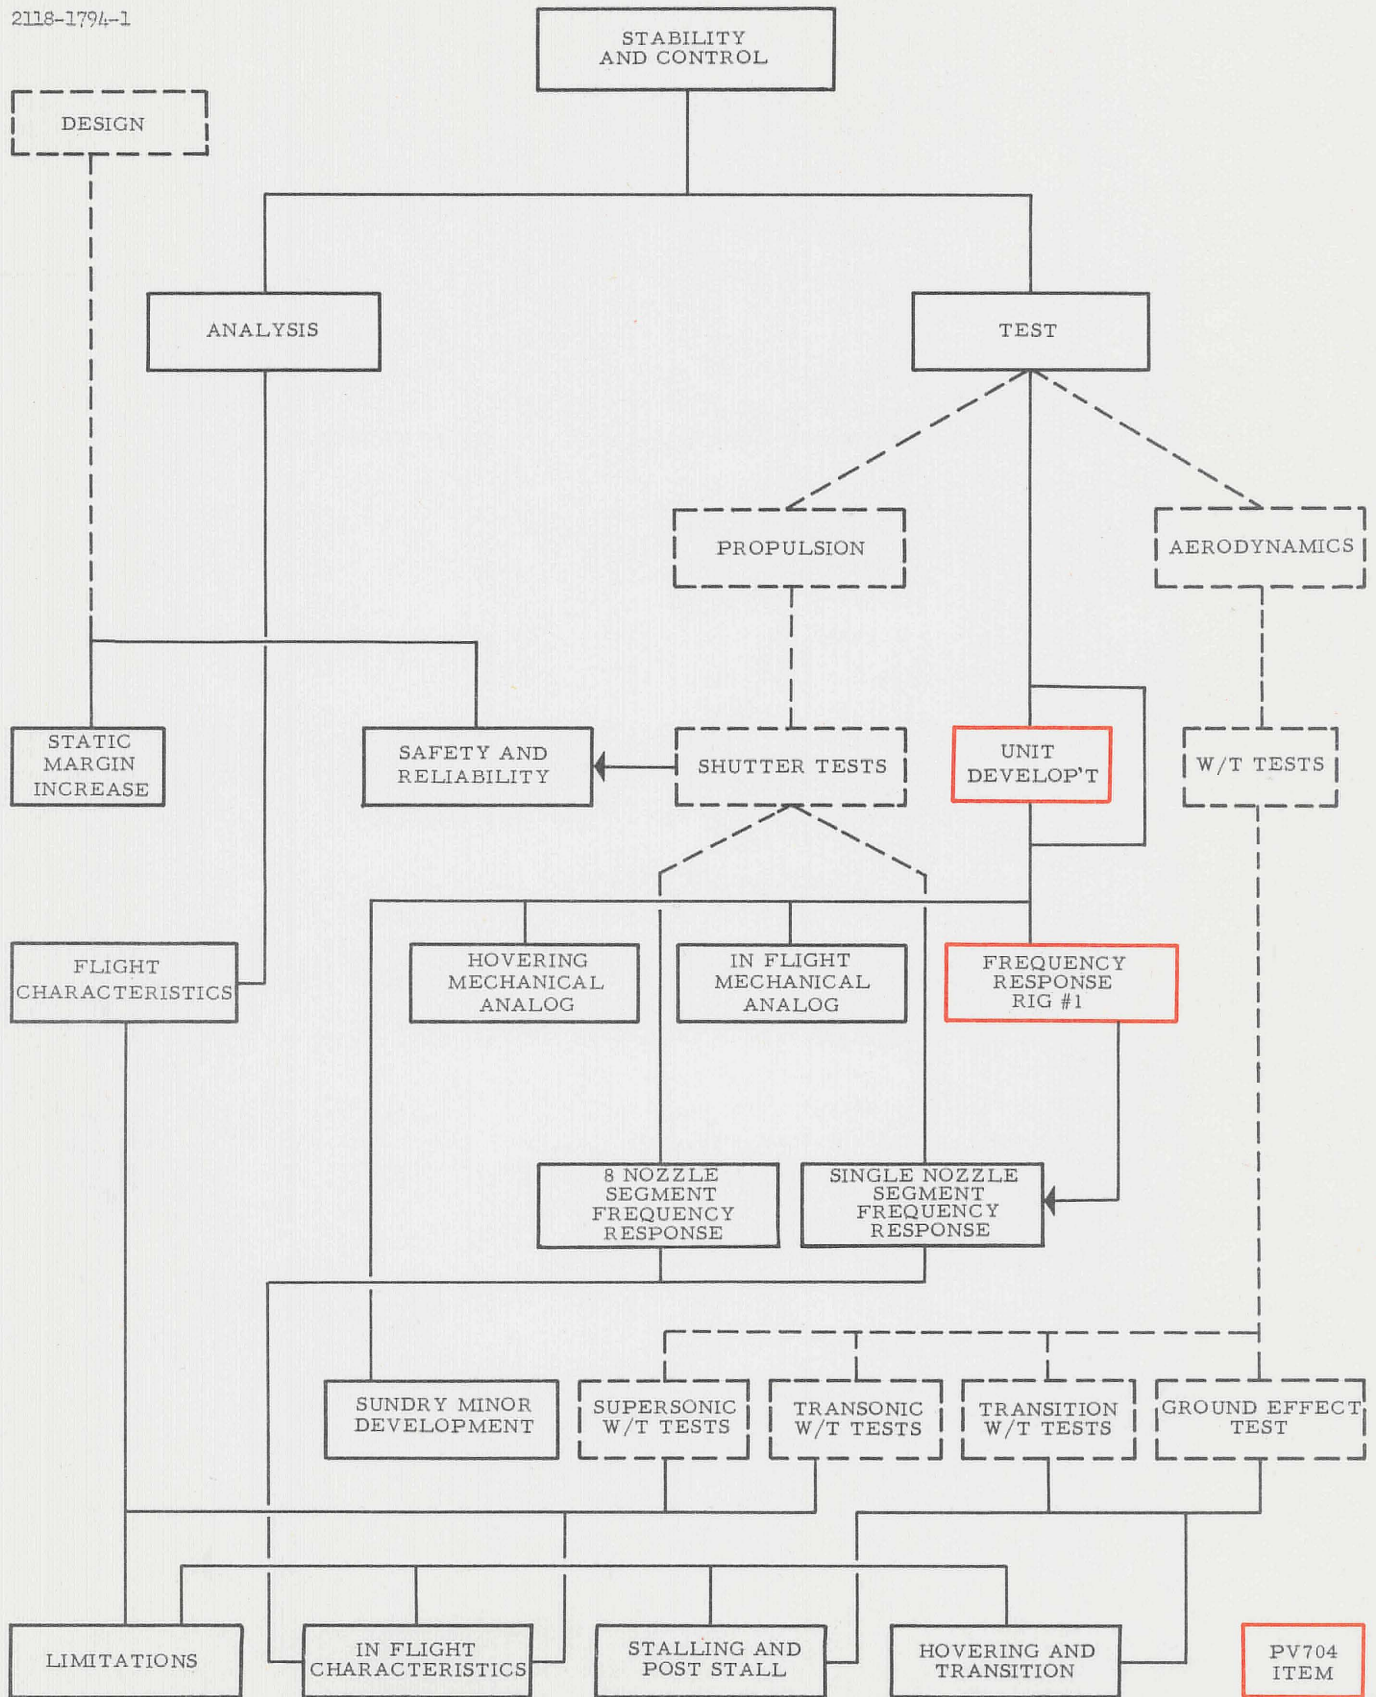 2118-1794-1
STABILITY
AND CONTROL
DESIGN
ANALYSIS
TEST
PROPULSION
AERODYNAMICS
STATIC
MARGIN
INCREASE
SAFETY AND
RELIABILITY
SHUTTER TESTS
UNIT
DEVELOP'T
W/T TESTS
FLIGHT
CHARACTERISTICS
HOVERING
MECHANICAL
ANALOG
IN FLIGHT
MECHANICAL
ANALOG
FREQUENCY
RESPONSE
RIG #1
8 NOZZLE
SEGMENT
FREQUENCY
RESPONSE
SINGLE NOZZLE
SEGMENT
FREQUENCY
RESPONSE
SUNDRY MINOR
DEVELOPMENT
SUPERSONIC
W/T TESTS
TRANSONIC
W/T TESTS
TRANSITION
W/T TESTS
GROUND EFFECT
TEST
LIMITATIONS
IN FLIGHT
CHARACTERISTICS
STALLING AND
POST STALL
HOVERING AND
TRANSITION
PV704
ITEM